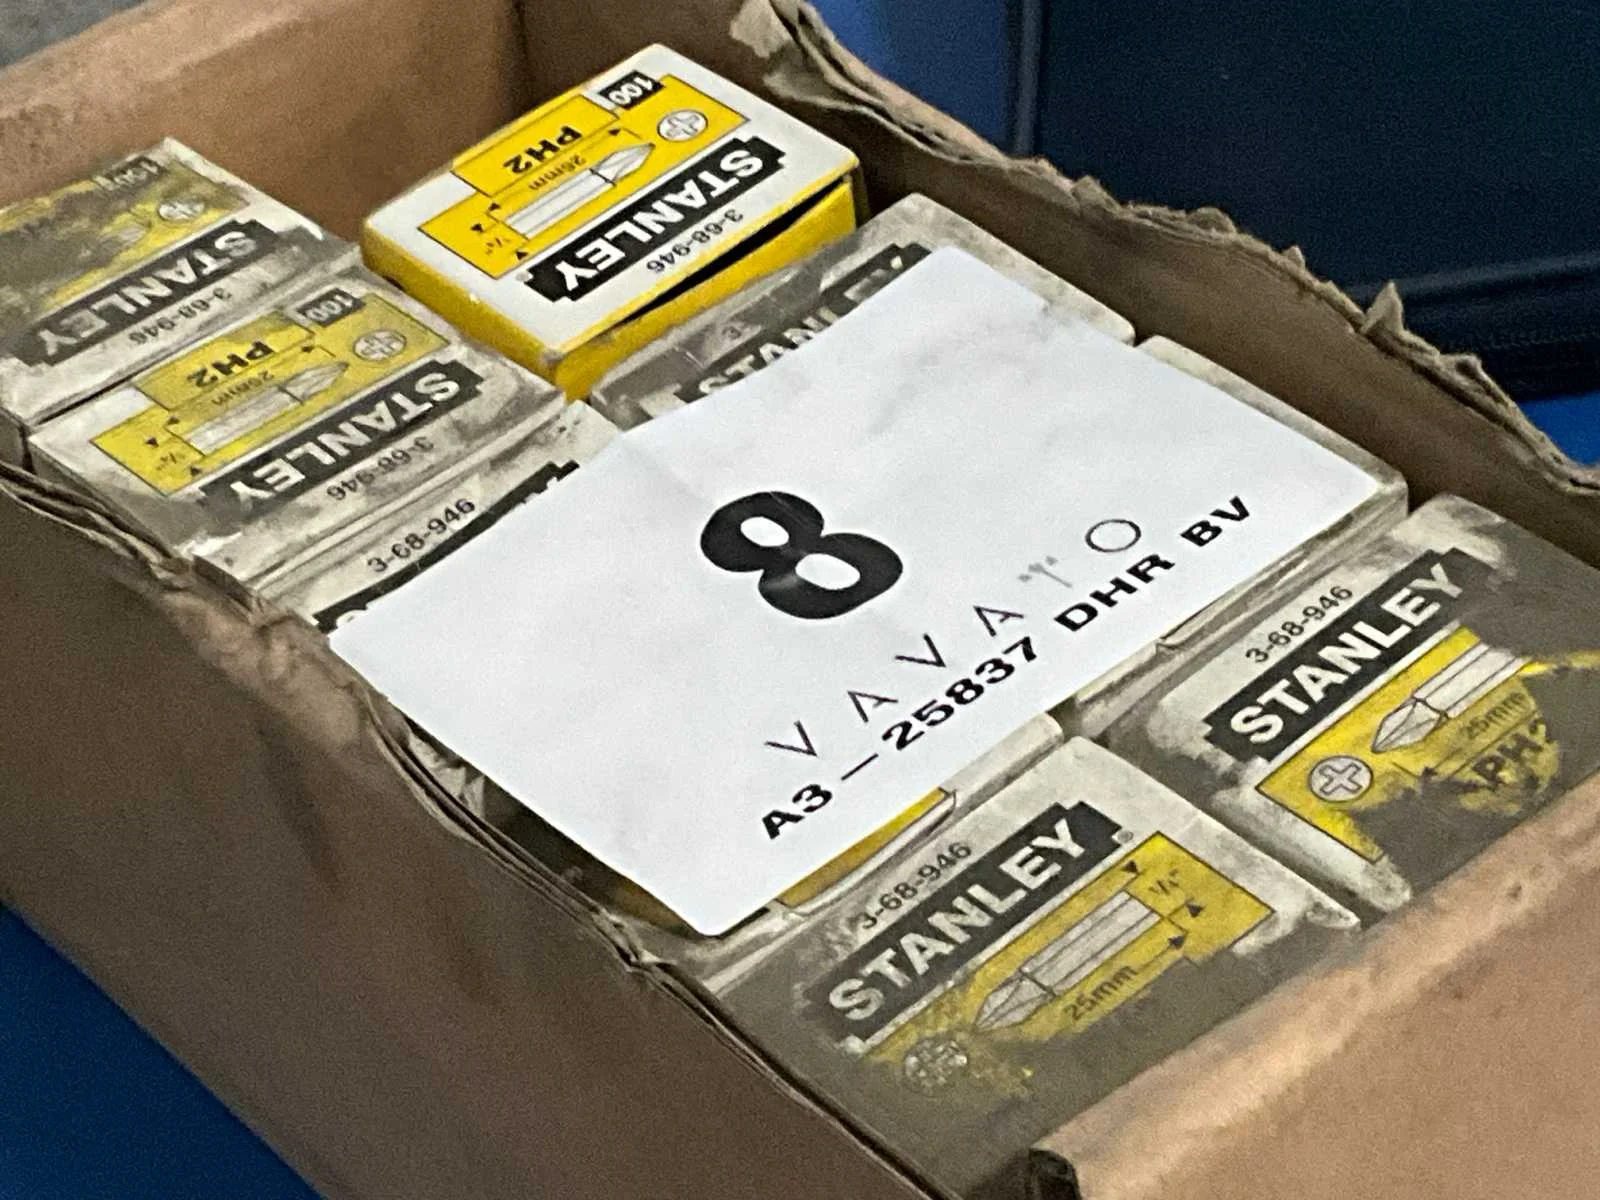 100
PH2
25mm
1/4"
STANLEY
3-68-946
STANLEY
3-68-946
100
PH2
25mm
1/4"
STANLEY
3-68-946
3-68-946
8
VAVATO
A3-25837 DHR BV
3-68-946
STANLEY
25mm
PH2
3-68-946
STANLEY
1/4"
25mm